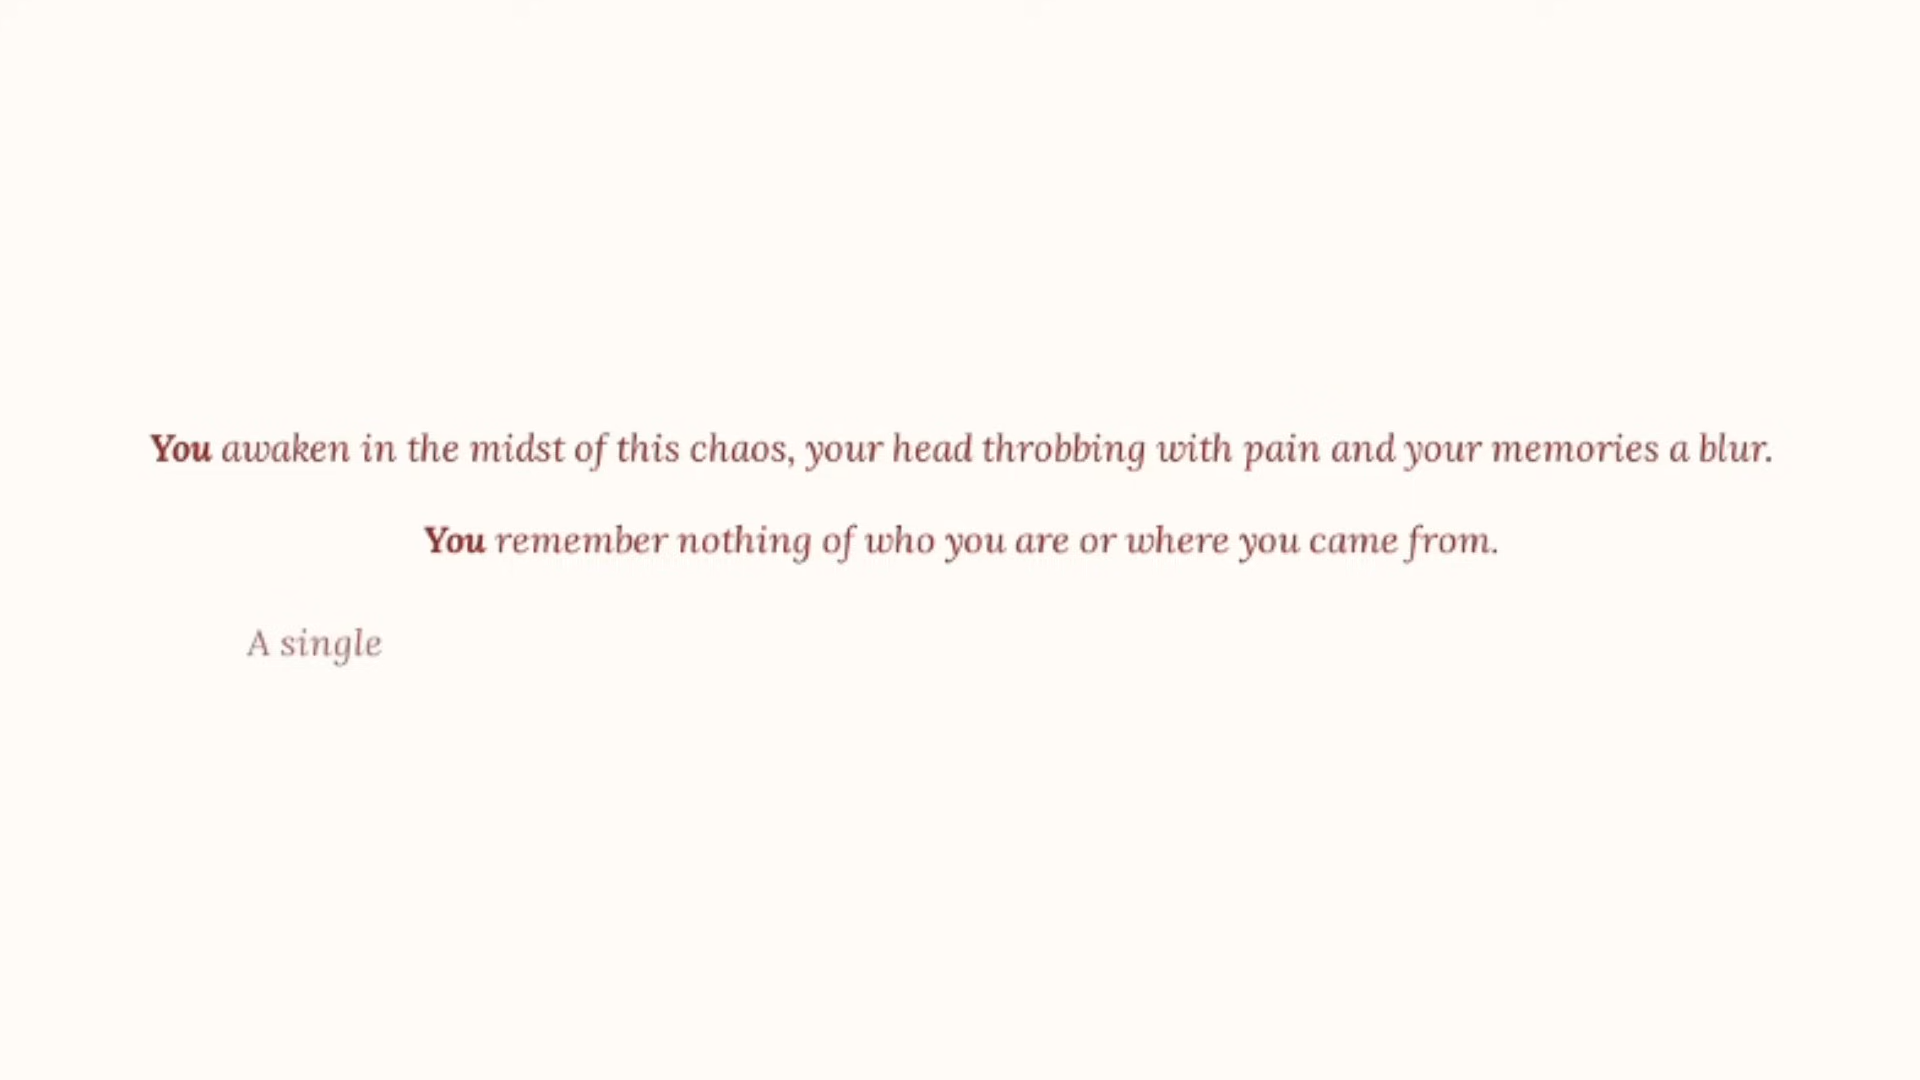 You awaken in the midst of this chaos, your head throbbing with pain and your memories a blur.
You remember nothing of who you are or where you came from.
A single